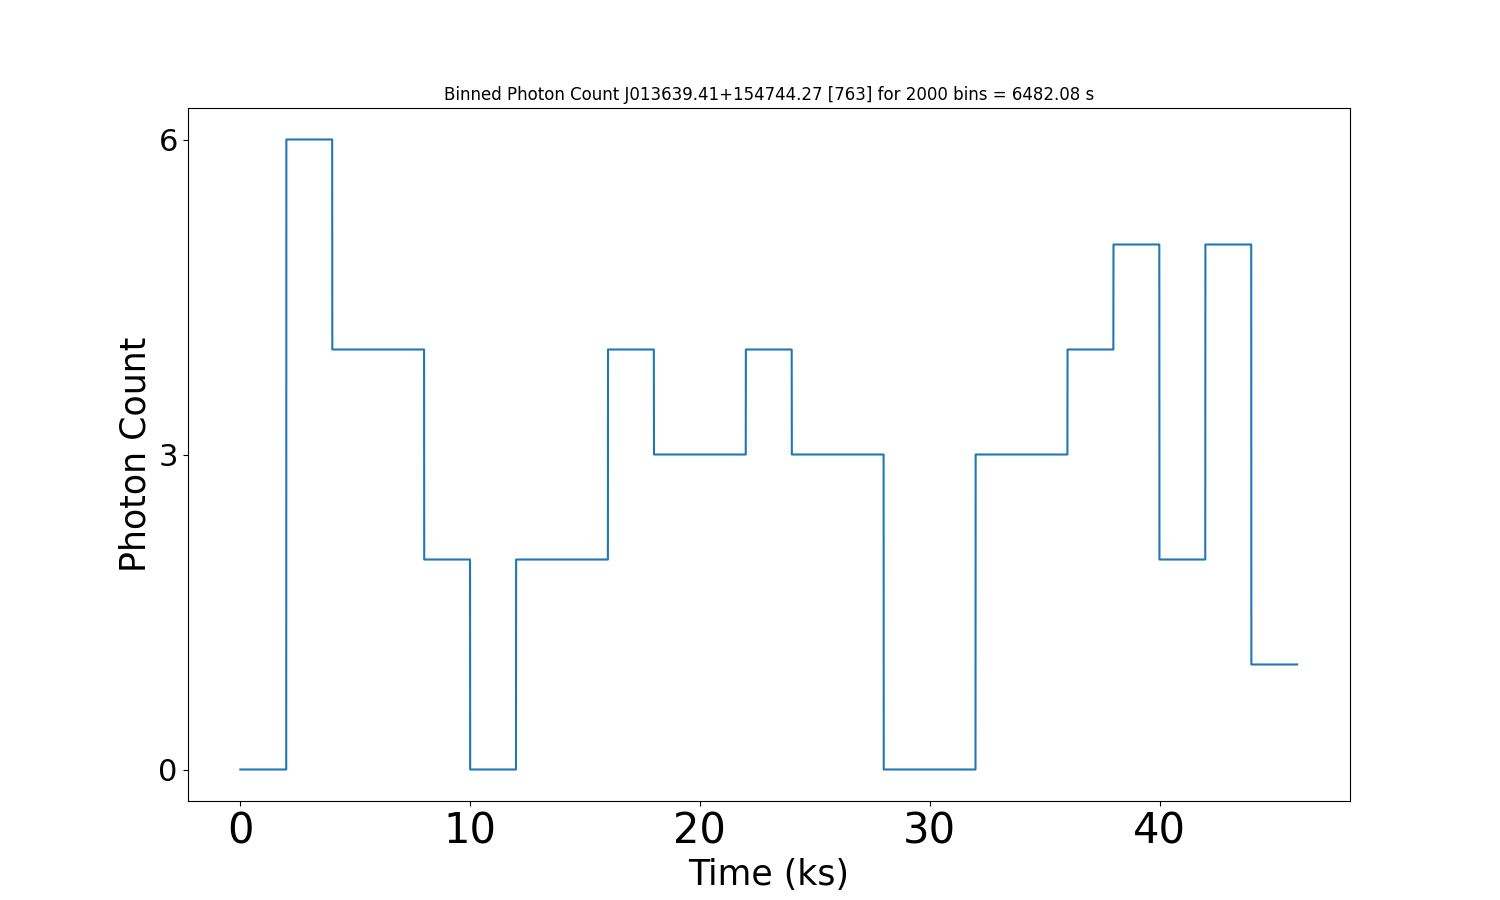 Binned Photon Count J013639.41+154744.27 [763] for 2000 bins = 6482.08 s
6
3
0
Photon Count
0 10 20 30 40
Time (ks)